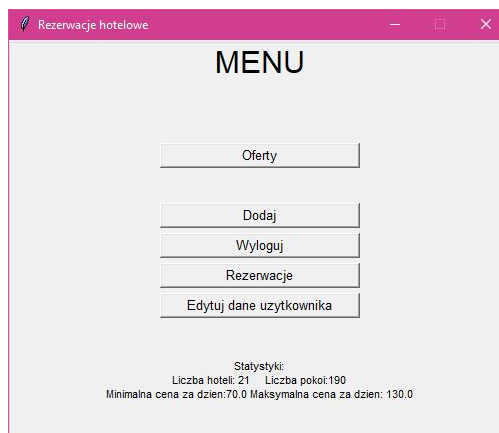 Rezerwacje hotelowe
MENU
Oferty
Dodaj
Wyloguj
Rezerwacje
Edytuj dane uzytkownika
Statystyki:
Liczba hoteli: 21 Liczba pokoi:190
Minimalna cena za dzien:70.0 Maksymalna cena za dzien: 130.0